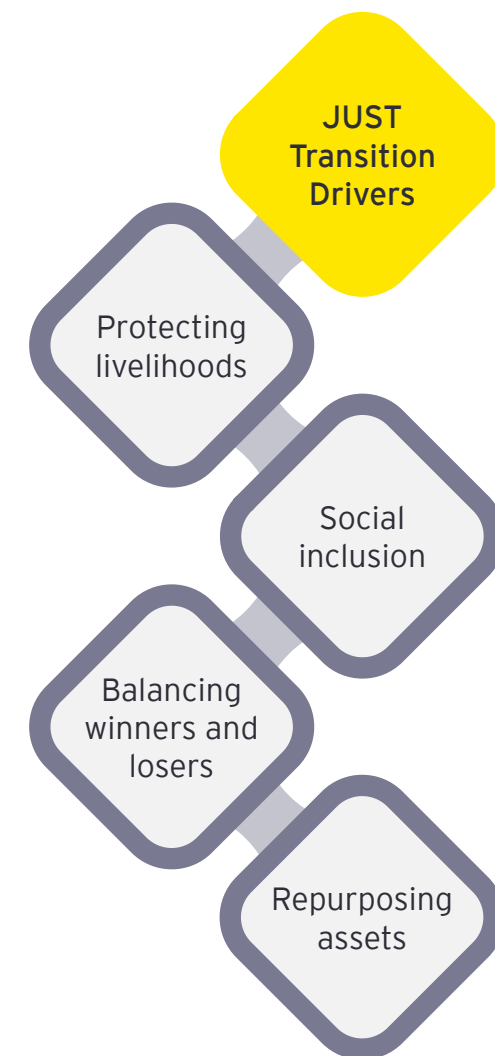 JUST
Transition
Drivers
Protecting
livelihoods
Social
inclusion
Balancing
winners and
losers
Repurposing
assets